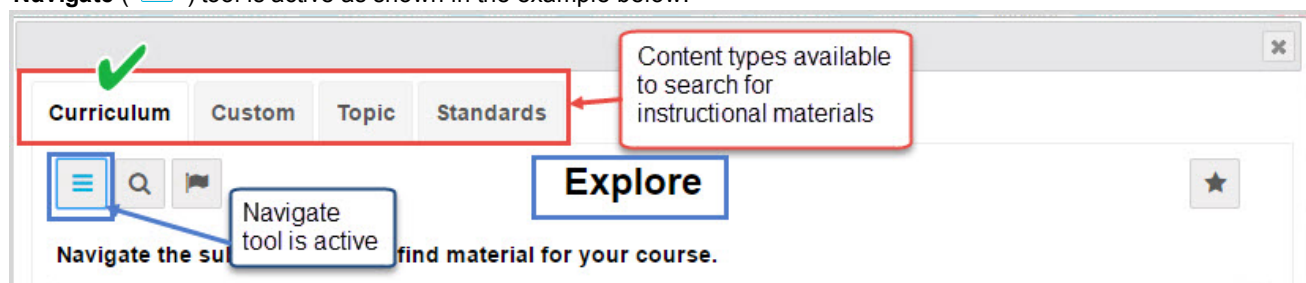 Navigate ( ) tool is active as shown in the example below:
Content types available
to search for
instructional materials
Curriculum Custom Topic Standards
Explore
Navigate
tool is active
Navigate the find material for your course.